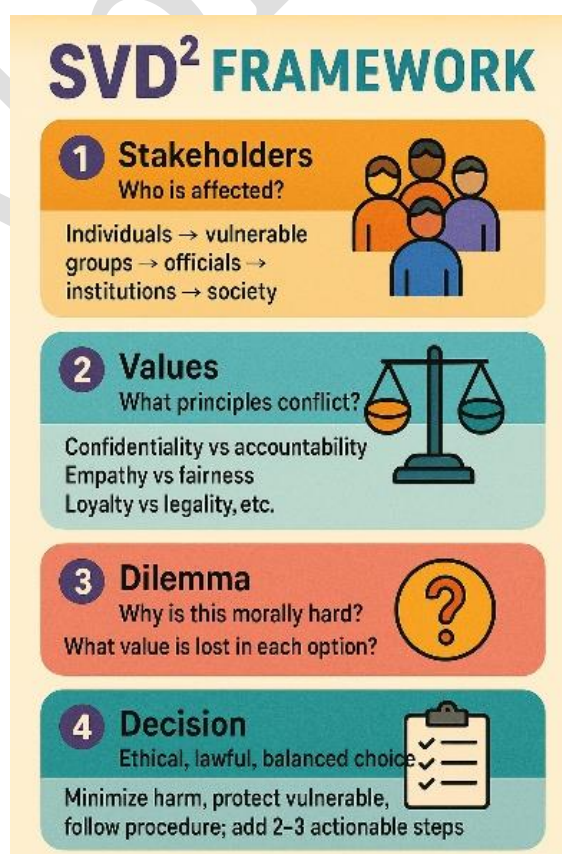 SVD² FRAMEWORK
1 Stakeholders
Who is affected?
Individuals → vulnerable
groups → officials →
institutions → society
2 Values
What principles conflict?
Confidentiality vs accountability
Empathy vs fairness
Loyalty vs legality, etc.
3 Dilemma
Why is this morally hard?
What value is lost in each option?
4 Decision
Ethical, lawful, balanced choice
Minimize harm, protect vulnerable,
follow procedure; add 2–3 actionable steps